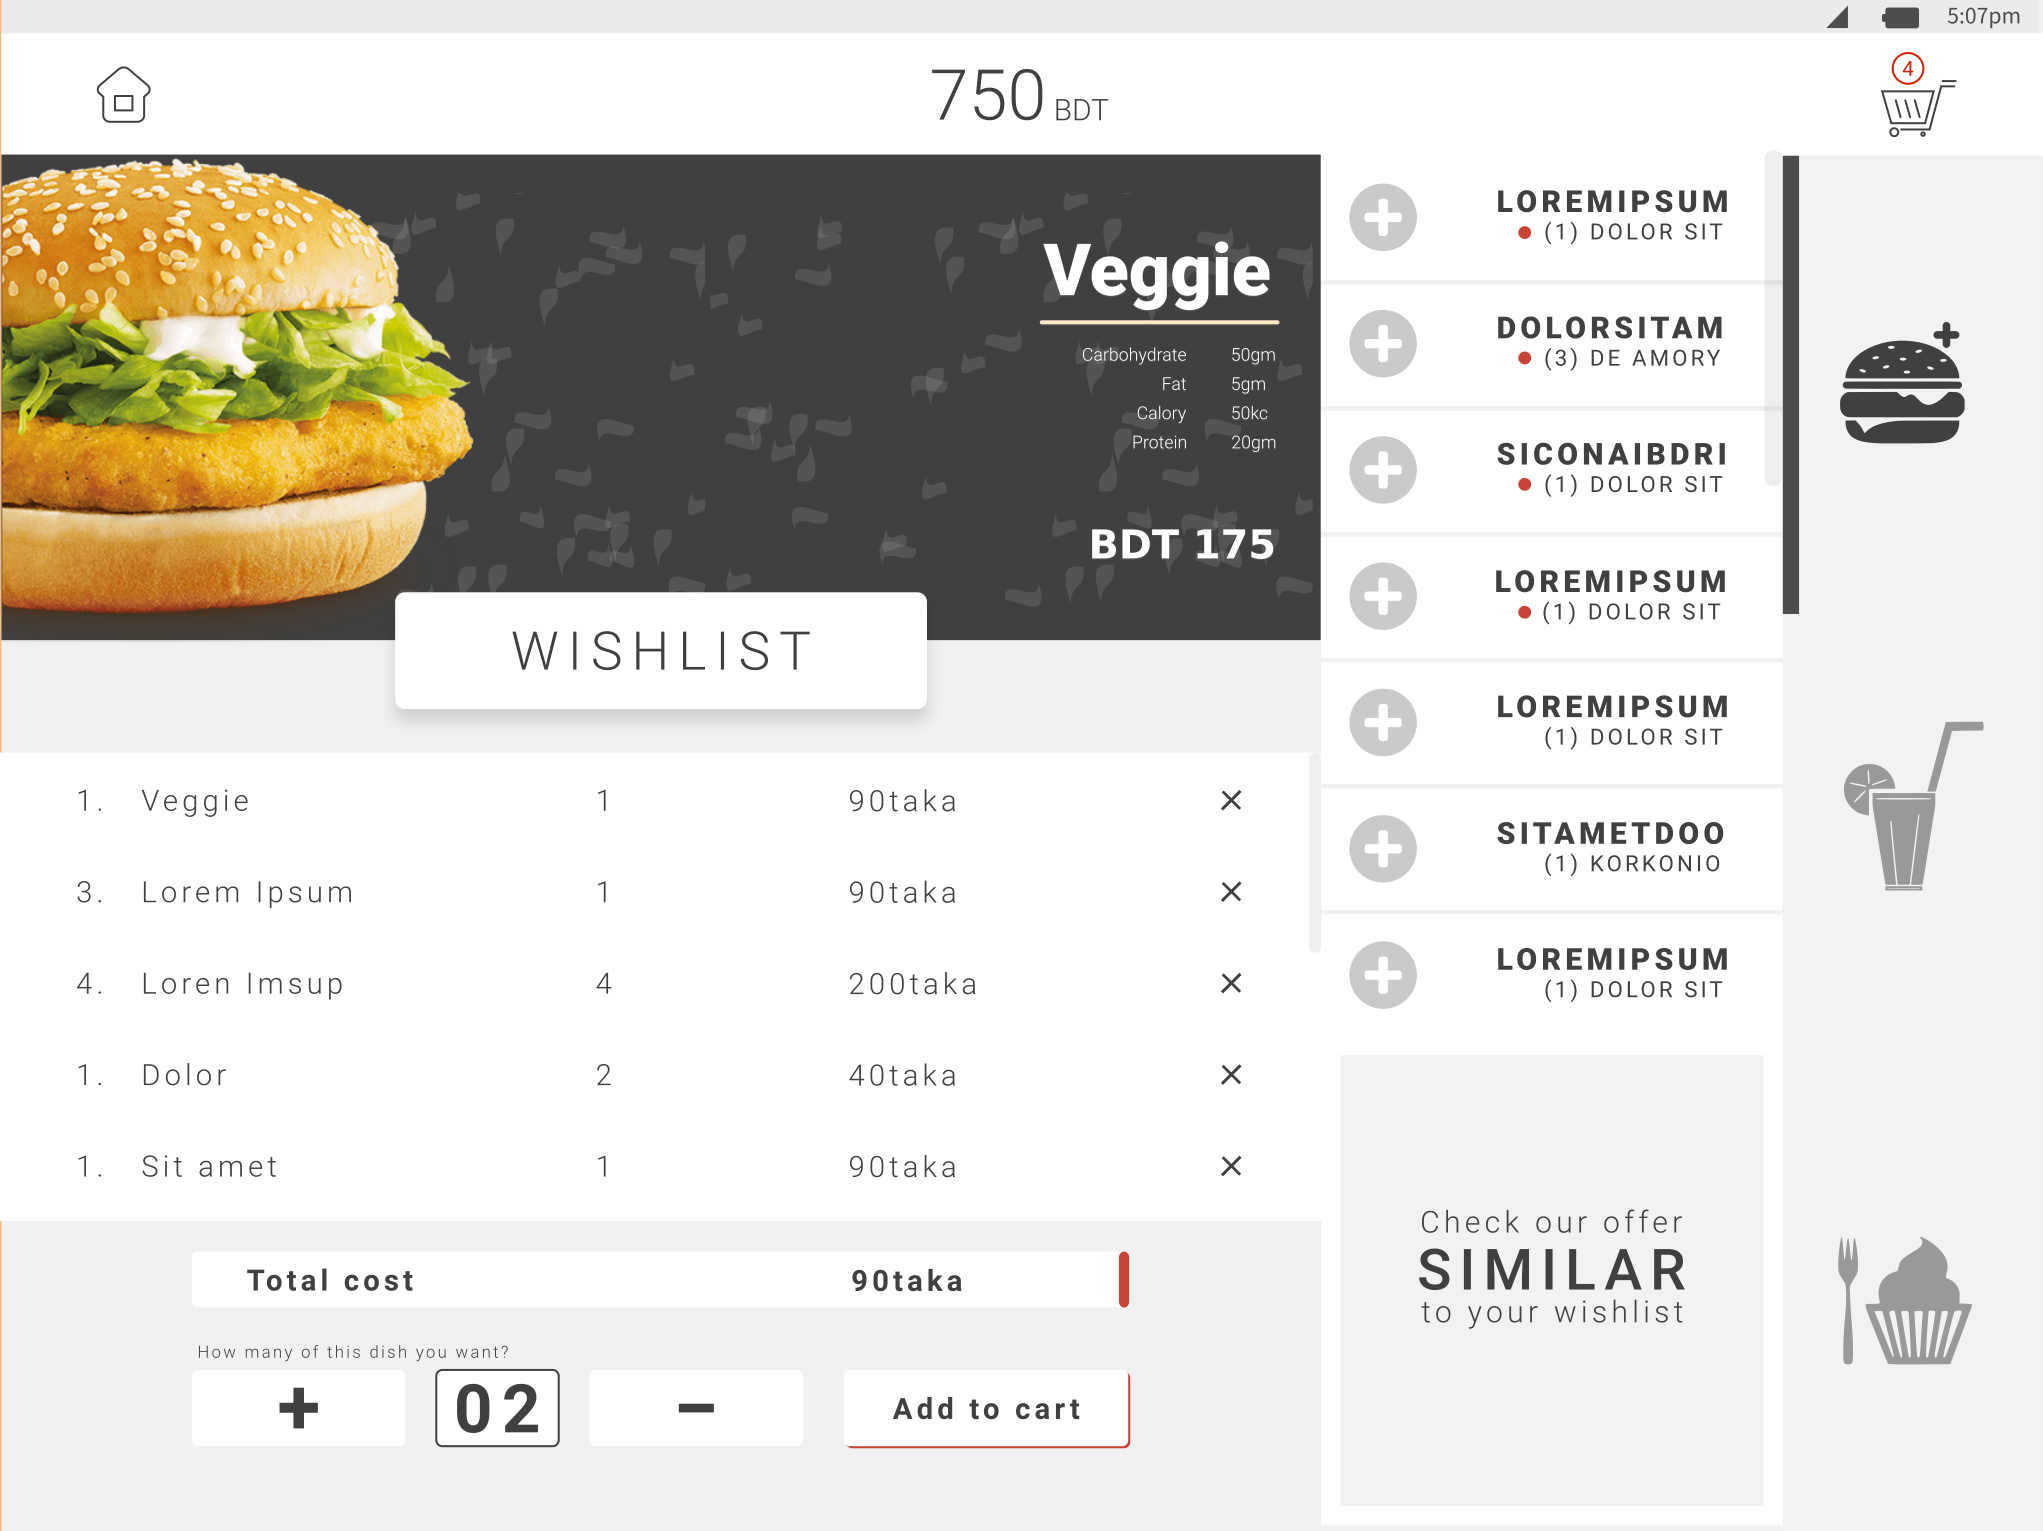 5:07pm
750 BDT
4
Veggie
Carbohydrate 50gm
Fat 5gm
Calory 50kc
Protein 20gm
BDT 175
WISHLIST
1. Veggie 1 90taka ×
3. Lorem Ipsum 1 90taka ×
4. Loren Imsup 4 200taka ×
1. Dolor 2 40taka ×
1. Sit amet 1 90taka ×
Total cost 90taka
How many of this dish you want?
+ 02 − Add to cart
LOREMIPSUM
(1) DOLOR SIT
DOLORSITAM
(3) DE AMORY
SICONAIBDRI
(1) DOLOR SIT
LOREMIPSUM
(1) DOLOR SIT
LOREMIPSUM
(1) DOLOR SIT
SITAMETDOO
(1) KORKONIO
LOREMIPSUM
(1) DOLOR SIT
Check our offer
SIMILAR
to your wishlist